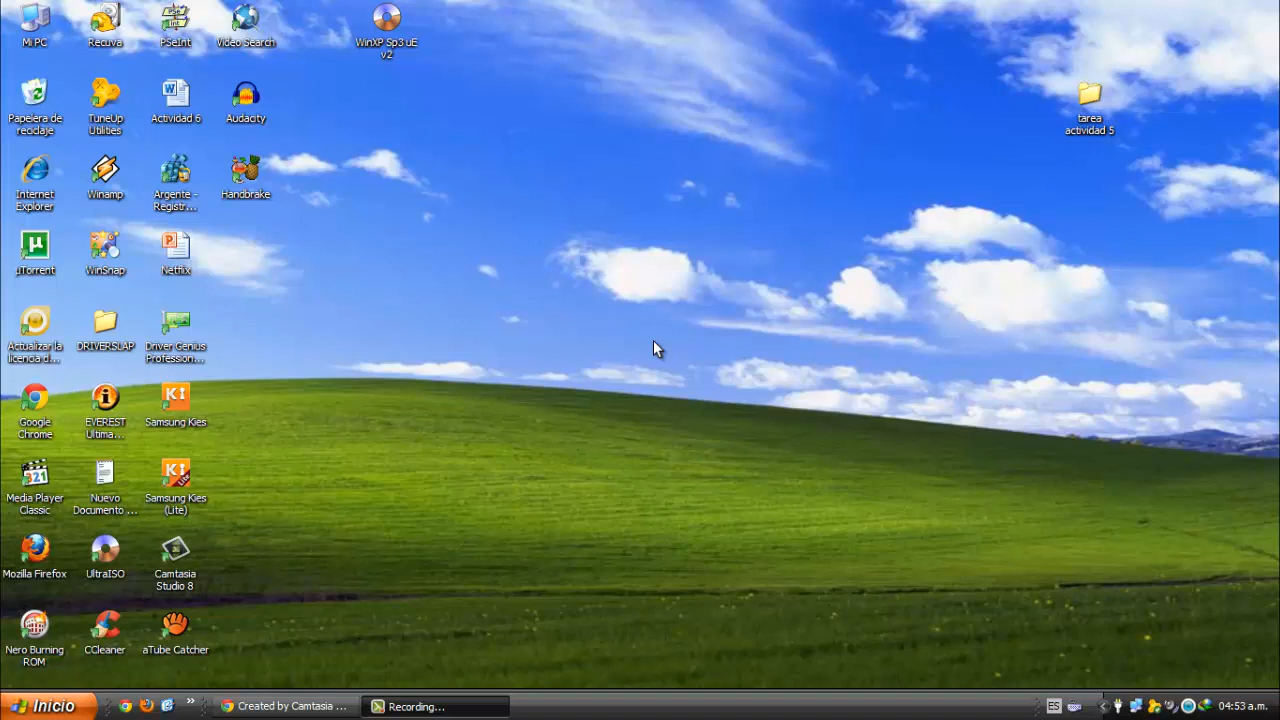 Mi PC
Recuva
PSeInt
Video Search
WinXP Sp3 uE
v2
Papelera de
reciclaje
TuneUp
Utilities
Actividad 6
Audacity
tarea
actividad 5
Internet
Explorer
Winamp
Argente -
Registr...
Handbrake
µTorrent
WinSnap
Netflix
Actualizar la
licencia d...
DRIVERSLAP
Driver Genius
Profession...
Google
Chrome
EVEREST
Ultima...
Samsung Kies
Media Player
Classic
Nuevo
Documento ...
Samsung Kies
(Lite)
Mozilla Firefox
UltraISO
Camtasia
Studio 8
Nero Burning
ROM
CCleaner
aTube Catcher
Inicio
Created by Camtasia ...
Recording...
ES
04:53 a.m.